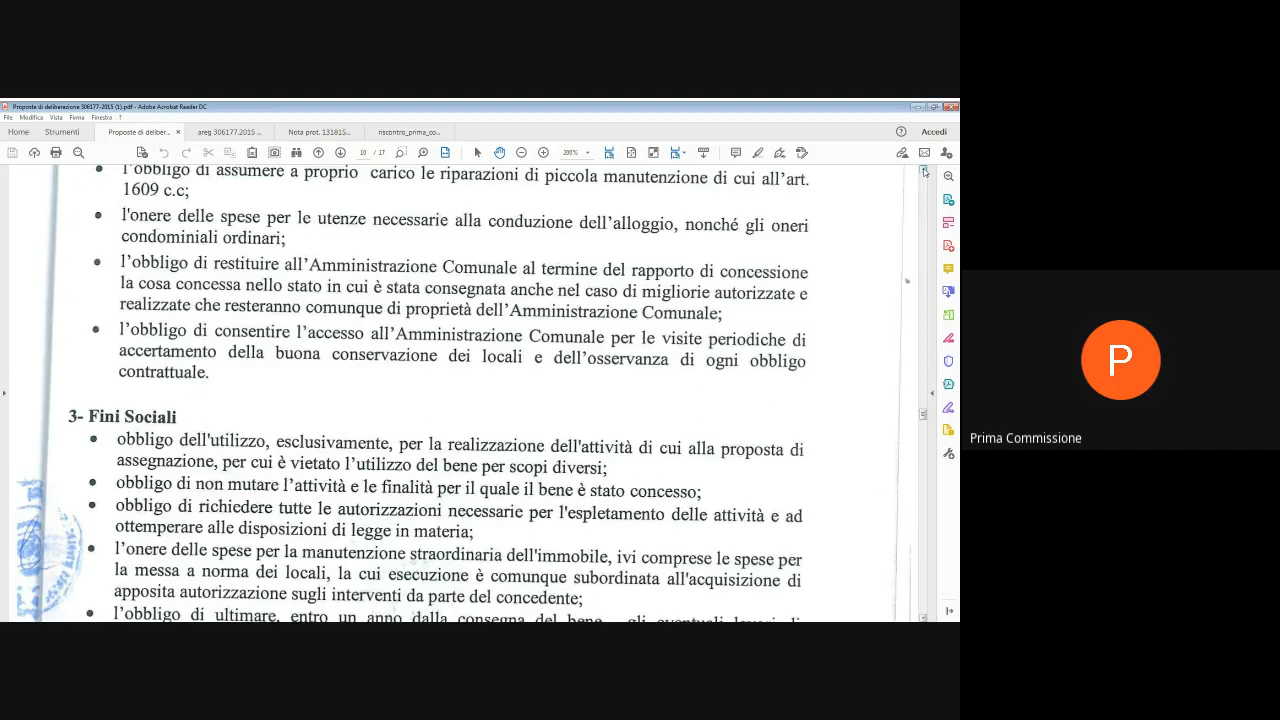 Proposte di deliberazione 306177-2015 (1).pdf - Adobe Acrobat Reader DC
File Modifica Vista Firma Finestra ?
Home Strumenti Proposte di deliber... × areg 306177.2015 ... Nota prot. 131815... riscontro_prima_co... Accedi
10 / 17 200%
l'obbligo di assumere a proprio carico le riparazioni di piccola manutenzione di cui all'art.
1609 c.c;
l'onere delle spese per le utenze necessarie alla conduzione dell'alloggio, nonché gli oneri
condominiali ordinari;
l'obbligo di restituire all'Amministrazione Comunale al termine del rapporto di concessione
la cosa concessa nello stato in cui è stata consegnata anche nel caso di migliorie autorizzate e
realizzate che resteranno comunque di proprietà dell'Amministrazione Comunale;
l'obbligo di consentire l'accesso all'Amministrazione Comunale per le visite periodiche di
accertamento della buona conservazione dei locali e dell'osservanza di ogni obbligo
contrattuale.
3- Fini Sociali
obbligo dell'utilizzo, esclusivamente, per la realizzazione dell'attività di cui alla proposta di
assegnazione, per cui è vietato l'utilizzo del bene per scopi diversi;
obbligo di non mutare l'attività e le finalità per il quale il bene è stato concesso;
obbligo di richiedere tutte le autorizzazioni necessarie per l'espletamento delle attività e ad
ottemperare alle disposizioni di legge in materia;
l'onere delle spese per la manutenzione straordinaria dell'immobile, ivi comprese le spese per
la messa a norma dei locali, la cui esecuzione è comunque subordinata all'acquisizione di
apposita autorizzazione sugli interventi da parte del concedente;
l'obbligo di ultimare, entro un anno dalla consegna del bene, gli eventuali lavori di
P
Prima Commissione